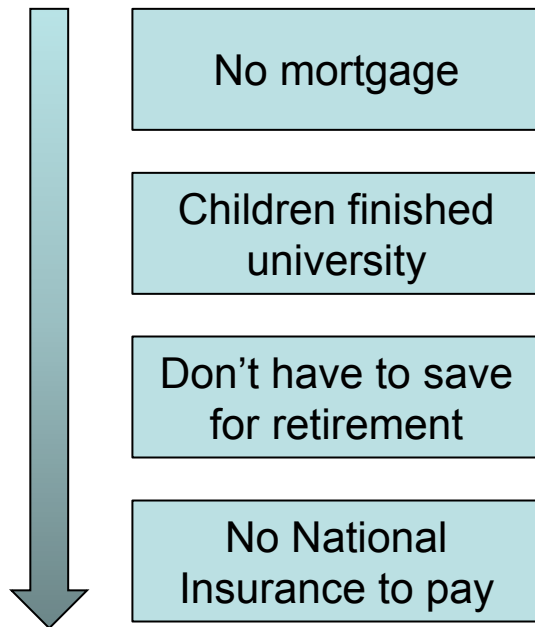 No mortgage
Children finished
university
Don’t have to save
for retirement
No National
Insurance to pay